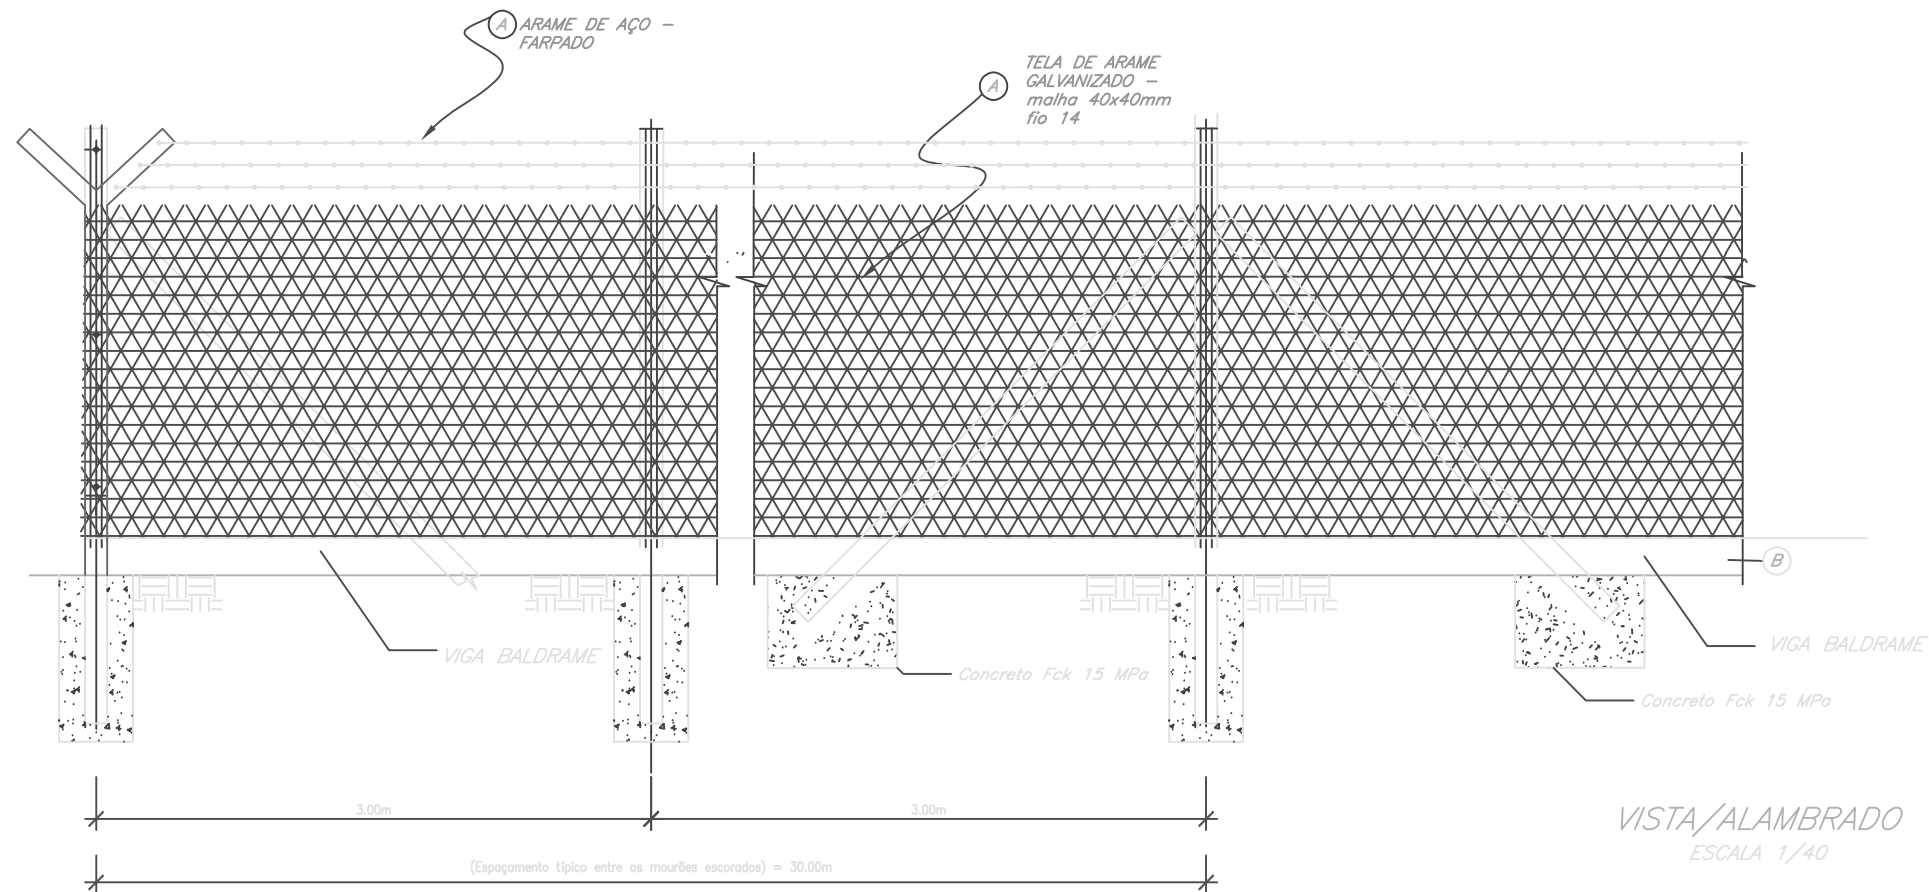 A ARAME DE AÇO -
FARPADO
A
TELA DE ARAME
GALVANIZADO -
malha 40x40mm
fio 14
B
VIGA BALDRAME
VIGA BALDRAME
Concreto Fck 15 MPa
Concreto Fck 15 MPa
3.00m
3.00m
(Espaçamento típico entre os mourões escorados) = 30.00m
VISTA/ALAMBRADO
ESCALA 1/40